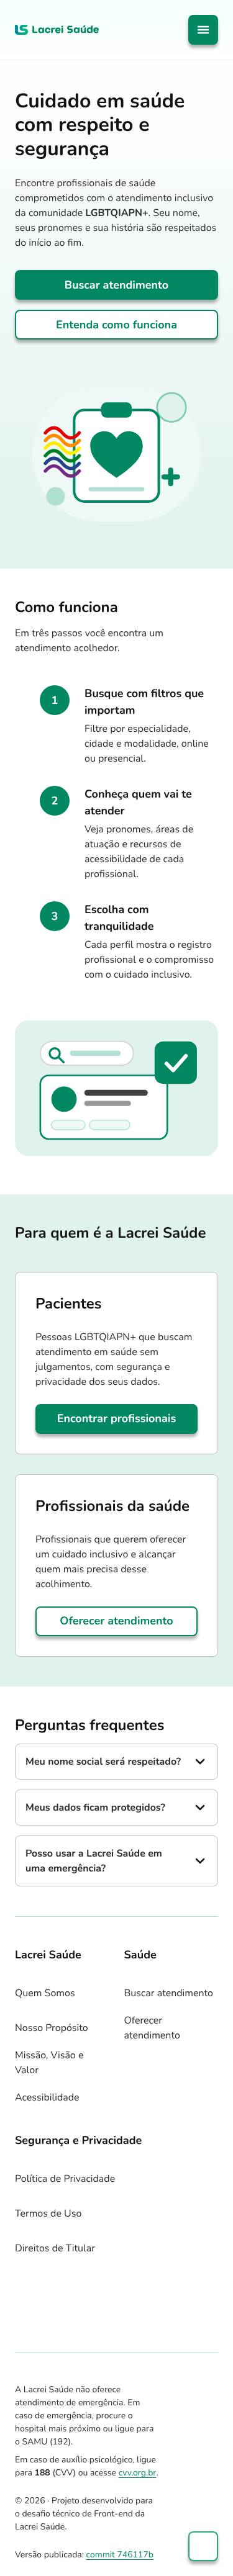 Lacrei Saúde
Cuidado em saúde
com respeito e
segurança
Encontre profissionais de saúde
comprometidos com o atendimento inclusivo
da comunidade LGBTQIAPN+. Seu nome,
seus pronomes e sua história são respeitados
do início ao fim.
Buscar atendimento
Entenda como funciona
Como funciona
Em três passos você encontra um
atendimento acolhedor.
1
Busque com filtros que
importam
Filtre por especialidade,
cidade e modalidade, online
ou presencial.
2
Conheça quem vai te
atender
Veja pronomes, áreas de
atuação e recursos de
acessibilidade de cada
profissional.
3
Escolha com
tranquilidade
Cada perfil mostra o registro
profissional e o compromisso
com o cuidado inclusivo.
Para quem é a Lacrei Saúde
Pacientes
Pessoas LGBTQIAPN+ que buscam
atendimento em saúde sem
julgamentos, com segurança e
privacidade dos seus dados.
Encontrar profissionais
Profissionais da saúde
Profissionais que querem oferecer
um cuidado inclusivo e alcançar
quem mais precisa desse
acolhimento.
Oferecer atendimento
Perguntas frequentes
Meu nome social será respeitado?
Meus dados ficam protegidos?
Posso usar a Lacrei Saúde em
uma emergência?
Lacrei Saúde
Quem Somos
Nosso Propósito
Missão, Visão e
Valor
Acessibilidade
Saúde
Buscar atendimento
Oferecer
atendimento
Segurança e Privacidade
Política de Privacidade
Termos de Uso
Direitos de Titular
A Lacrei Saúde não oferece
atendimento de emergência. Em
caso de emergência, procure o
hospital mais próximo ou ligue para
o SAMU (192).
Em caso de auxílio psicológico, ligue
para 188 (CVV) ou acesse cvv.org.br.
© 2026 · Projeto desenvolvido para
o desafio técnico de Front-end da
Lacrei Saúde.
Versão publicada: commit 746117b